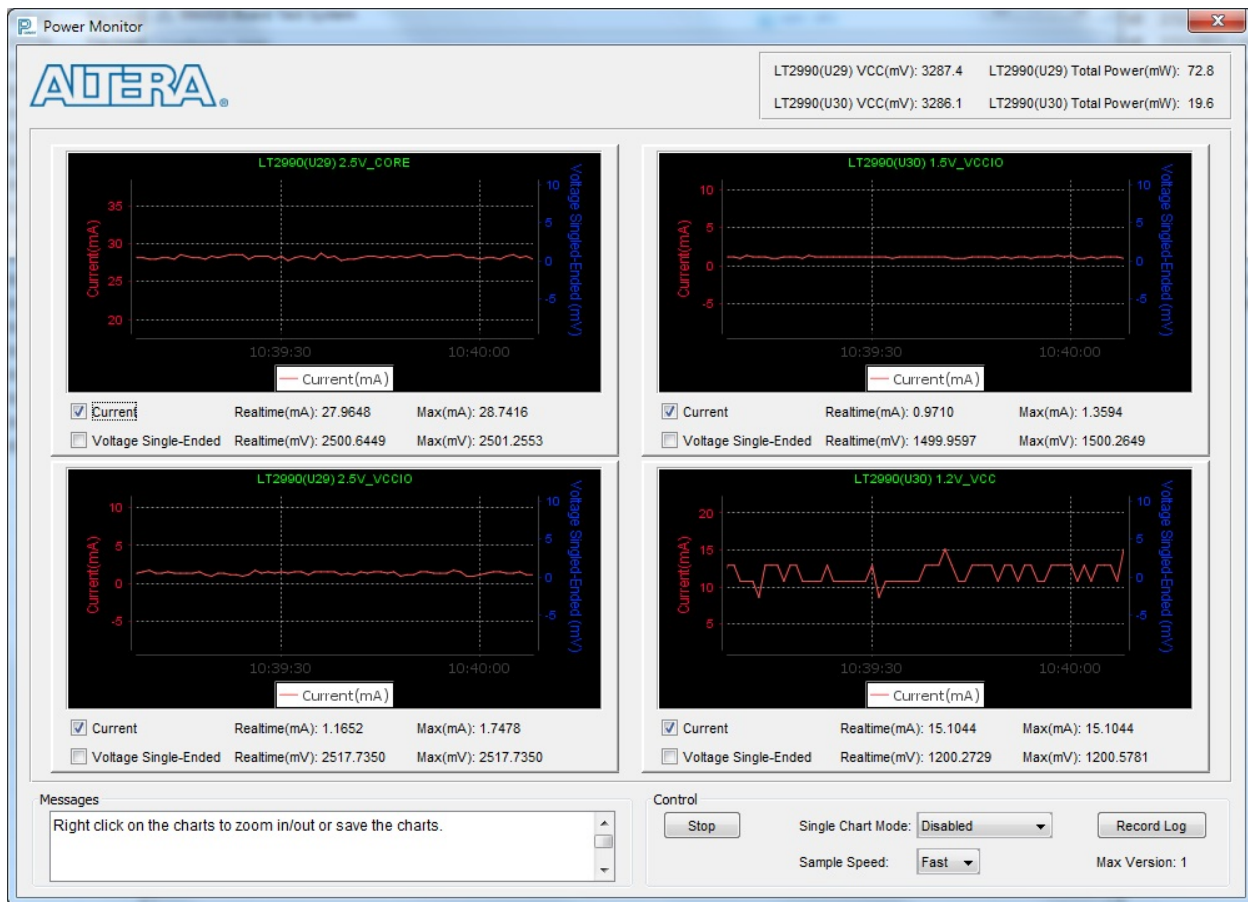 Power Monitor
ALTERA®
LT2990(U29) VCC(mV): 3287.4 LT2990(U29) Total Power(mW): 72.8
LT2990(U30) VCC(mV): 3286.1 LT2990(U30) Total Power(mW): 19.6
LT2990(U29) 2.5V_CORE
Current(mA)
35
30
25
20
Voltage Singled-Ended (mV)
10
5
0
-5
10:39:30 10:40:00
Current(mA)
Current Realtime(mA): 27.9648 Max(mA): 28.7416
Voltage Single-Ended Realtime(mV): 2500.6449 Max(mV): 2501.2553
LT2990(U30) 1.5V_VCCIO
Current(mA)
10
5
0
-5
Voltage Singled-Ended (mV)
10
5
0
-5
10:39:30 10:40:00
Current(mA)
Current Realtime(mA): 0.9710 Max(mA): 1.3594
Voltage Single-Ended Realtime(mV): 1499.9597 Max(mV): 1500.2649
LT2990(U29) 2.5V_VCCIO
Current(mA)
10
5
0
-5
Voltage Singled-Ended (mV)
10
5
0
-5
10:39:30 10:40:00
Current(mA)
Current Realtime(mA): 1.1652 Max(mA): 1.7478
Voltage Single-Ended Realtime(mV): 2517.7350 Max(mV): 2517.7350
LT2990(U30) 1.2V_VCC
Current(mA)
20
15
10
5
Voltage Singled-Ended (mV)
10
5
0
-5
10:39:30 10:40:00
Current(mA)
Current Realtime(mA): 15.1044 Max(mA): 15.1044
Voltage Single-Ended Realtime(mV): 1200.2729 Max(mV): 1200.5781
Messages
Right click on the charts to zoom in/out or save the charts.
Control
Stop Single Chart Mode: Disabled Record Log
Sample Speed: Fast Max Version: 1